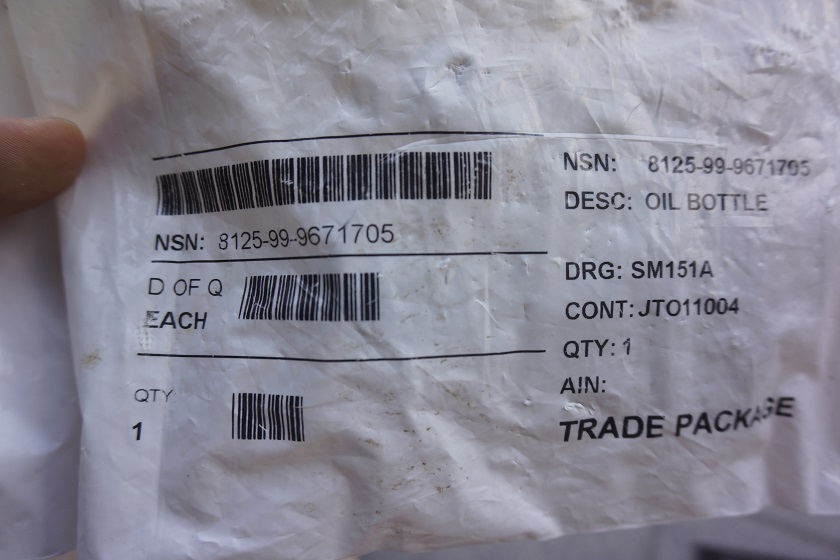 NSN: 8125-99-9671705
D OF Q
EACH
QTY
1
NSN: 8125-99-9671705
DESC: OIL BOTTLE
DRG: SM151A
CONT: JTO11004
QTY: 1
AIN:
TRADE PACKAGE